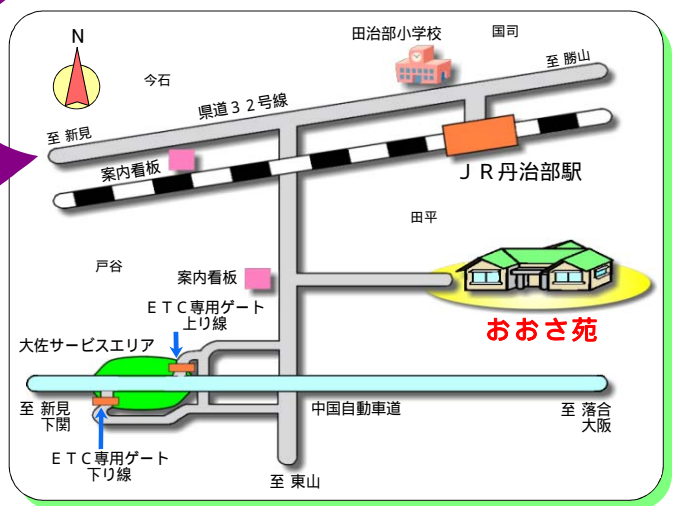 N
田治部小学校
国司
今石
至 勝山
県道３２号線
至 新見
案内看板
ＪＲ丹治部駅
田平
戸谷
案内看板
ＥＴＣ専用ゲート
上り線
おおさ苑
大佐サービスエリア
至 新見
下関
中国自動車道
至 落合
大阪
ＥＴＣ専用ゲート
下り線
至 東山